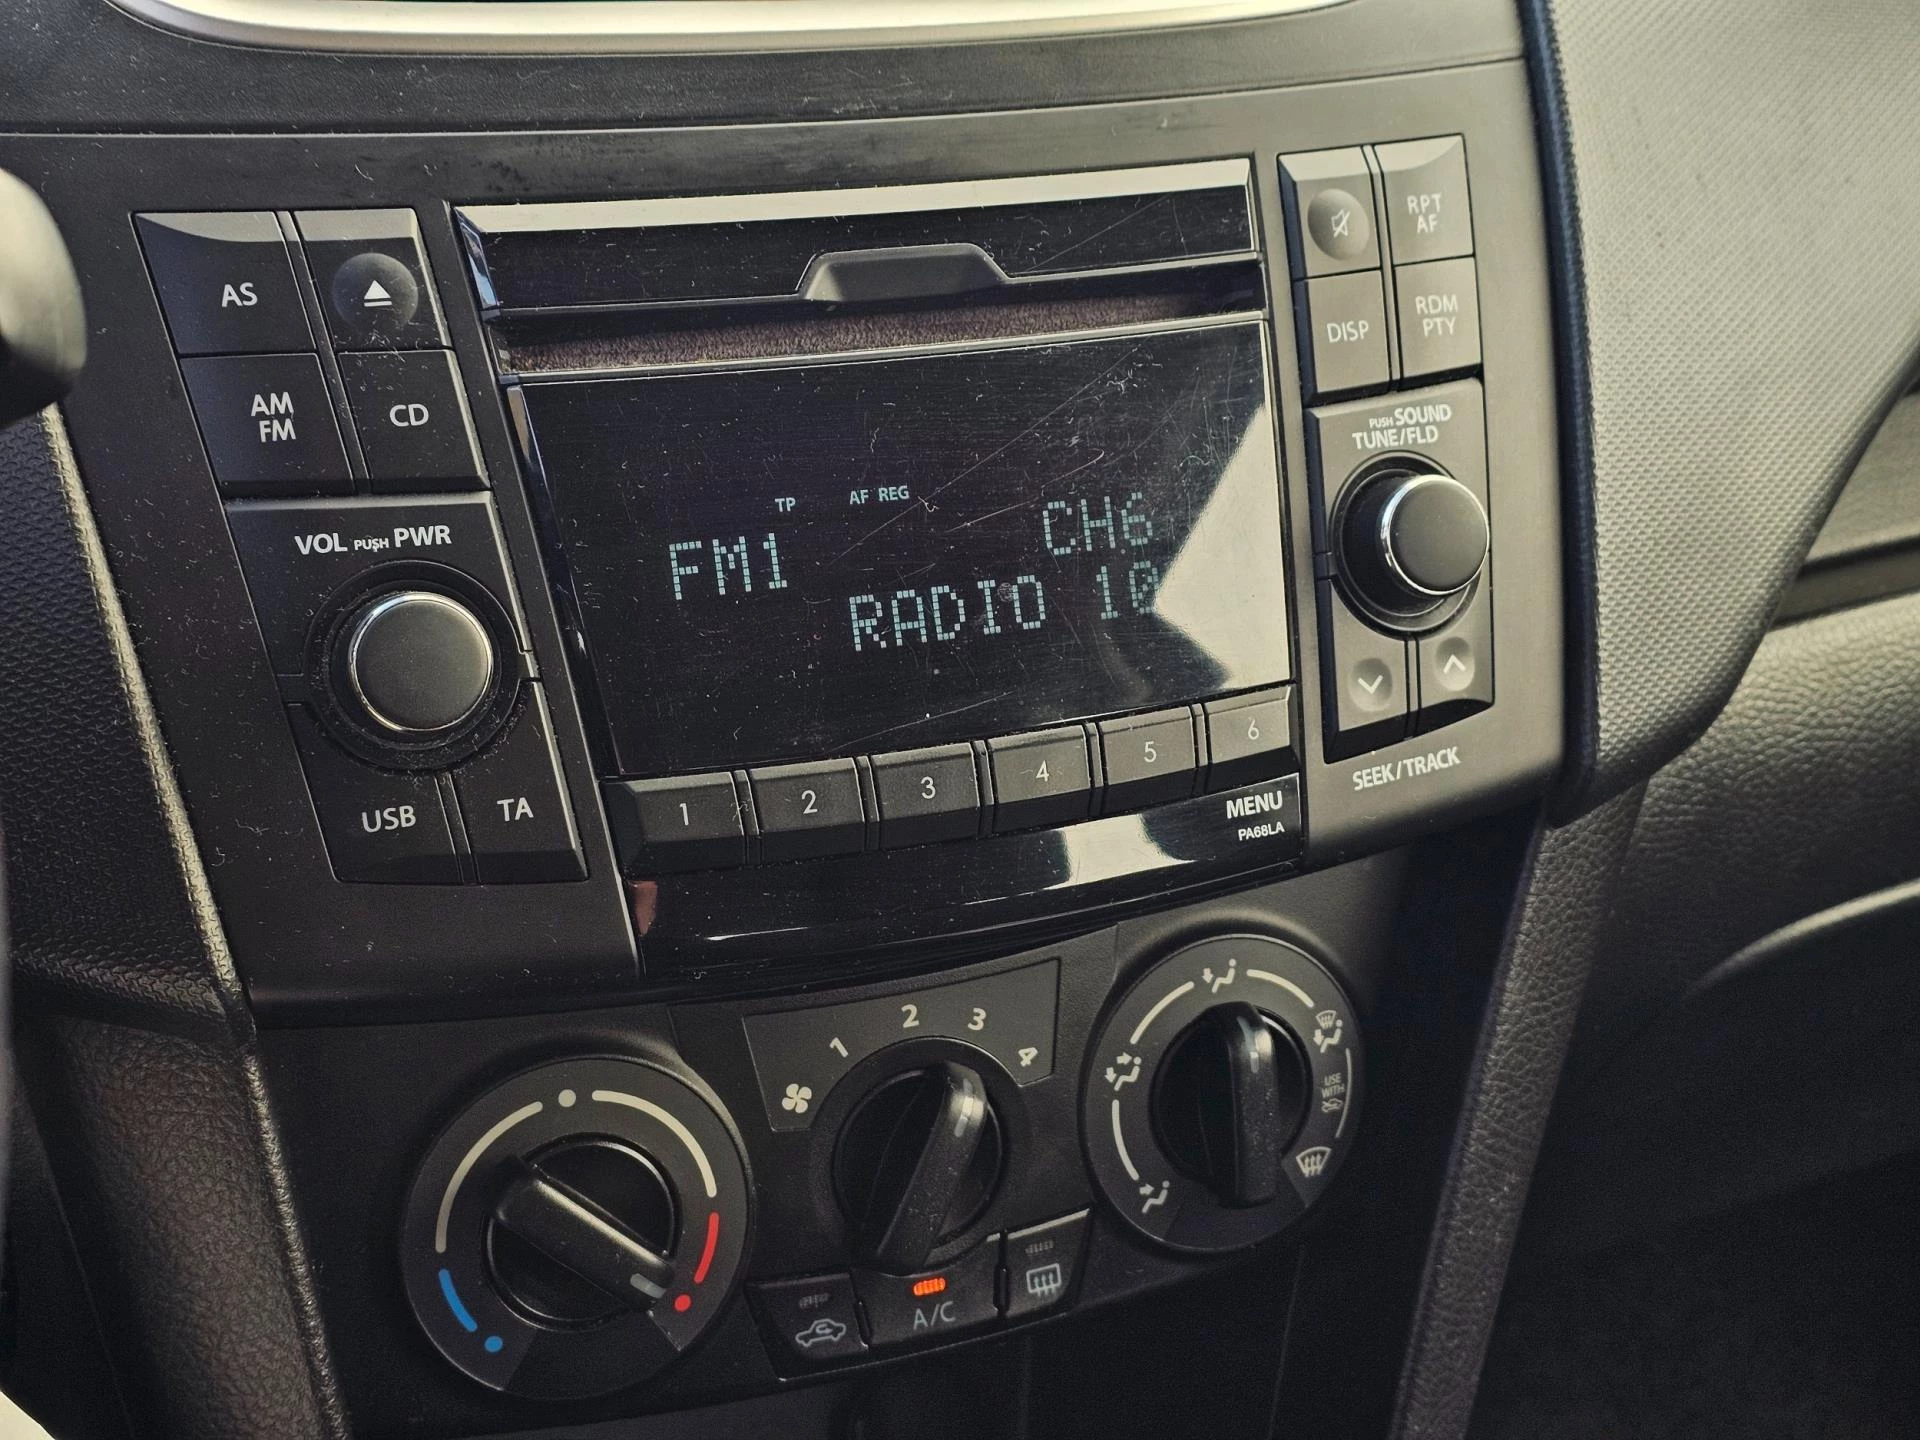 AS
AM
FM
CD
VOL PUSH PWR
USB
TA
TP AF REG
FM1
CH6
RADIO 10
1 2 3 4 5 6
MENU
PA68LA
RPT
AF
DISP
RDM
PTY
PUSH SOUND
TUNE/FLD
SEEK/TRACK
1 2 3 4
A/C
USE
WITH